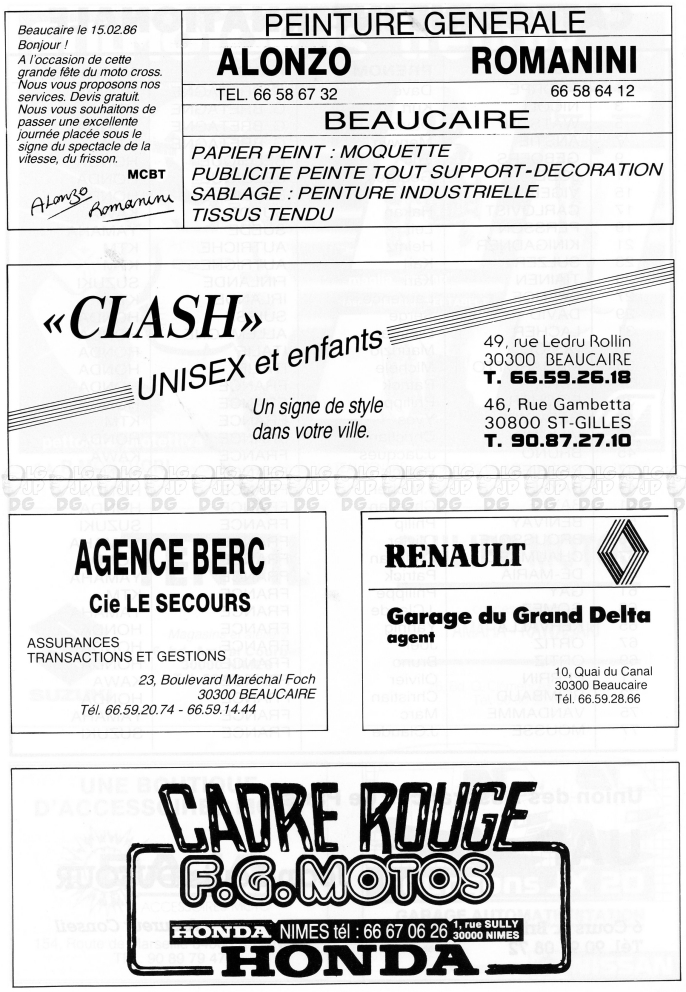 Beaucaire le 15.02.86
Bonjour !
A l'occasion de cette
grande fête du moto cross.
Nous vous proposons nos
services. Devis gratuit.
Nous vous souhaitons de
passer une excellente
journée placée sous le
signe du spectacle de la
vitesse, du frisson.
MCBT
Alonzo Romanini
PEINTURE GENERALE
ALONZO ROMANINI
TEL. 66 58 67 32 66 58 64 12
BEAUCAIRE
PAPIER PEINT : MOQUETTE
PUBLICITE PEINTE TOUT SUPPORT-DECORATION
SABLAGE : PEINTURE INDUSTRIELLE
TISSUS TENDU
«CLASH»
UNISEX et enfants
Un signe de style
dans votre ville.
49, rue Ledru Rollin
30300 BEAUCAIRE
T. 66.59.26.18
46, Rue Gambetta
30800 ST-GILLES
T. 90.87.27.10
AGENCE BERC
Cie LE SECOURS
ASSURANCES
TRANSACTIONS ET GESTIONS
23, Boulevard Maréchal Foch
30300 BEAUCAIRE
Tél. 66.59.20.74 - 66.59.14.44
RENAULT
Garage du Grand Delta
agent
10, Quai du Canal
30300 Beaucaire
Tél. 66.59.28.66
CADRE ROUGE
F.G. MOTOS
HONDA NIMES tél : 66 67 06 26 1, rue SULLY
30000 NIMES
HONDA